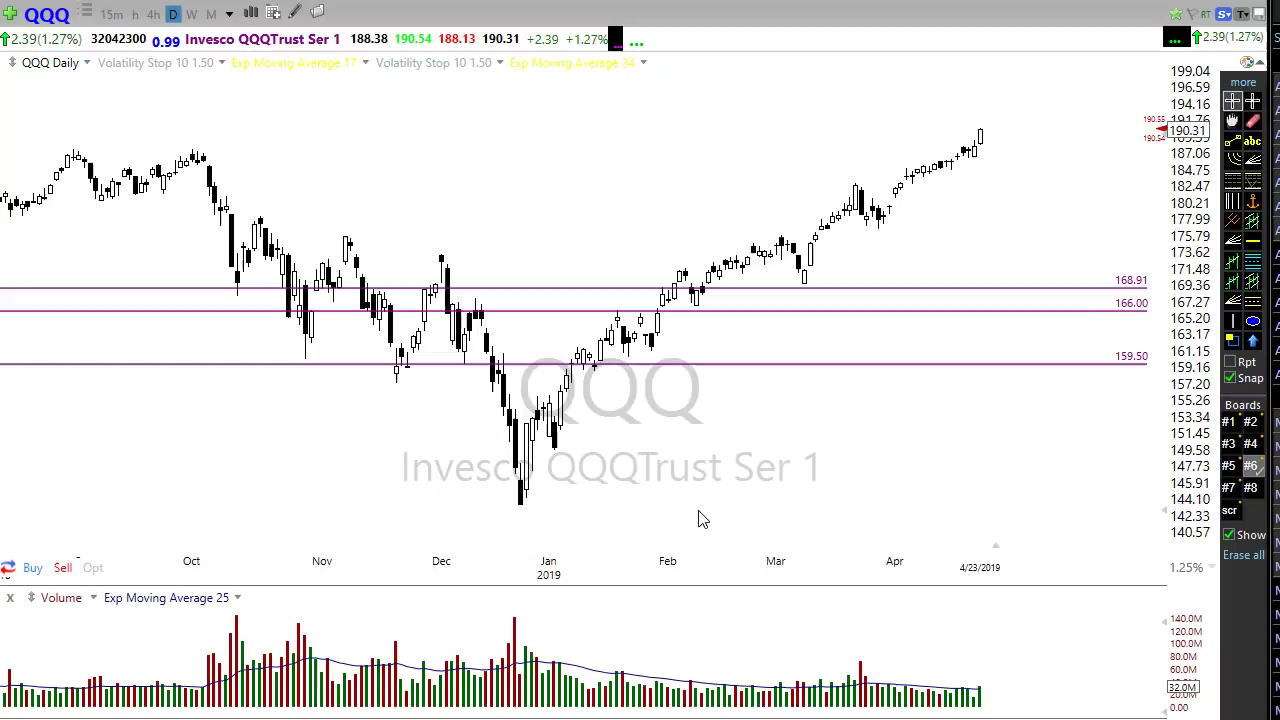 QQQ 15m h 4h D W M RT S T
2.39(1.27%) 32042300 0.99 Invesco QQQTrust Ser 1 188.38 190.54 188.13 190.31 +2.39 +1.27% ... 2.39(1.27%)
QQQ Daily Volatility Stop 10 1.50 Exp Moving Average 17 Volatility Stop 10 1.50 Exp Moving Average 34
199.04
196.59
194.16
190.55
190.31
190.54
187.06
184.75
182.47
180.21
177.99
175.79
173.62
171.48
169.36
167.27
165.20
163.17
161.15
159.16
157.20
155.26
153.34
151.45
149.58
147.73
145.91
144.10
142.33
140.57
168.91
166.00
159.50
QQQ
Invesco QQQTrust Ser 1
more
abc
Rpt
Snap
Boards
#1 #2
#3 #4
#5 #6
#7 #8
scr
Show
Erase all
Oct Nov Dec Jan Feb Mar Apr
2019 4/23/2019
Buy Sell Opt 1.25%
x Volume Exp Moving Average 25
140.0M
120.0M
100.0M
80.0M
60.0M
32.0M
0.00